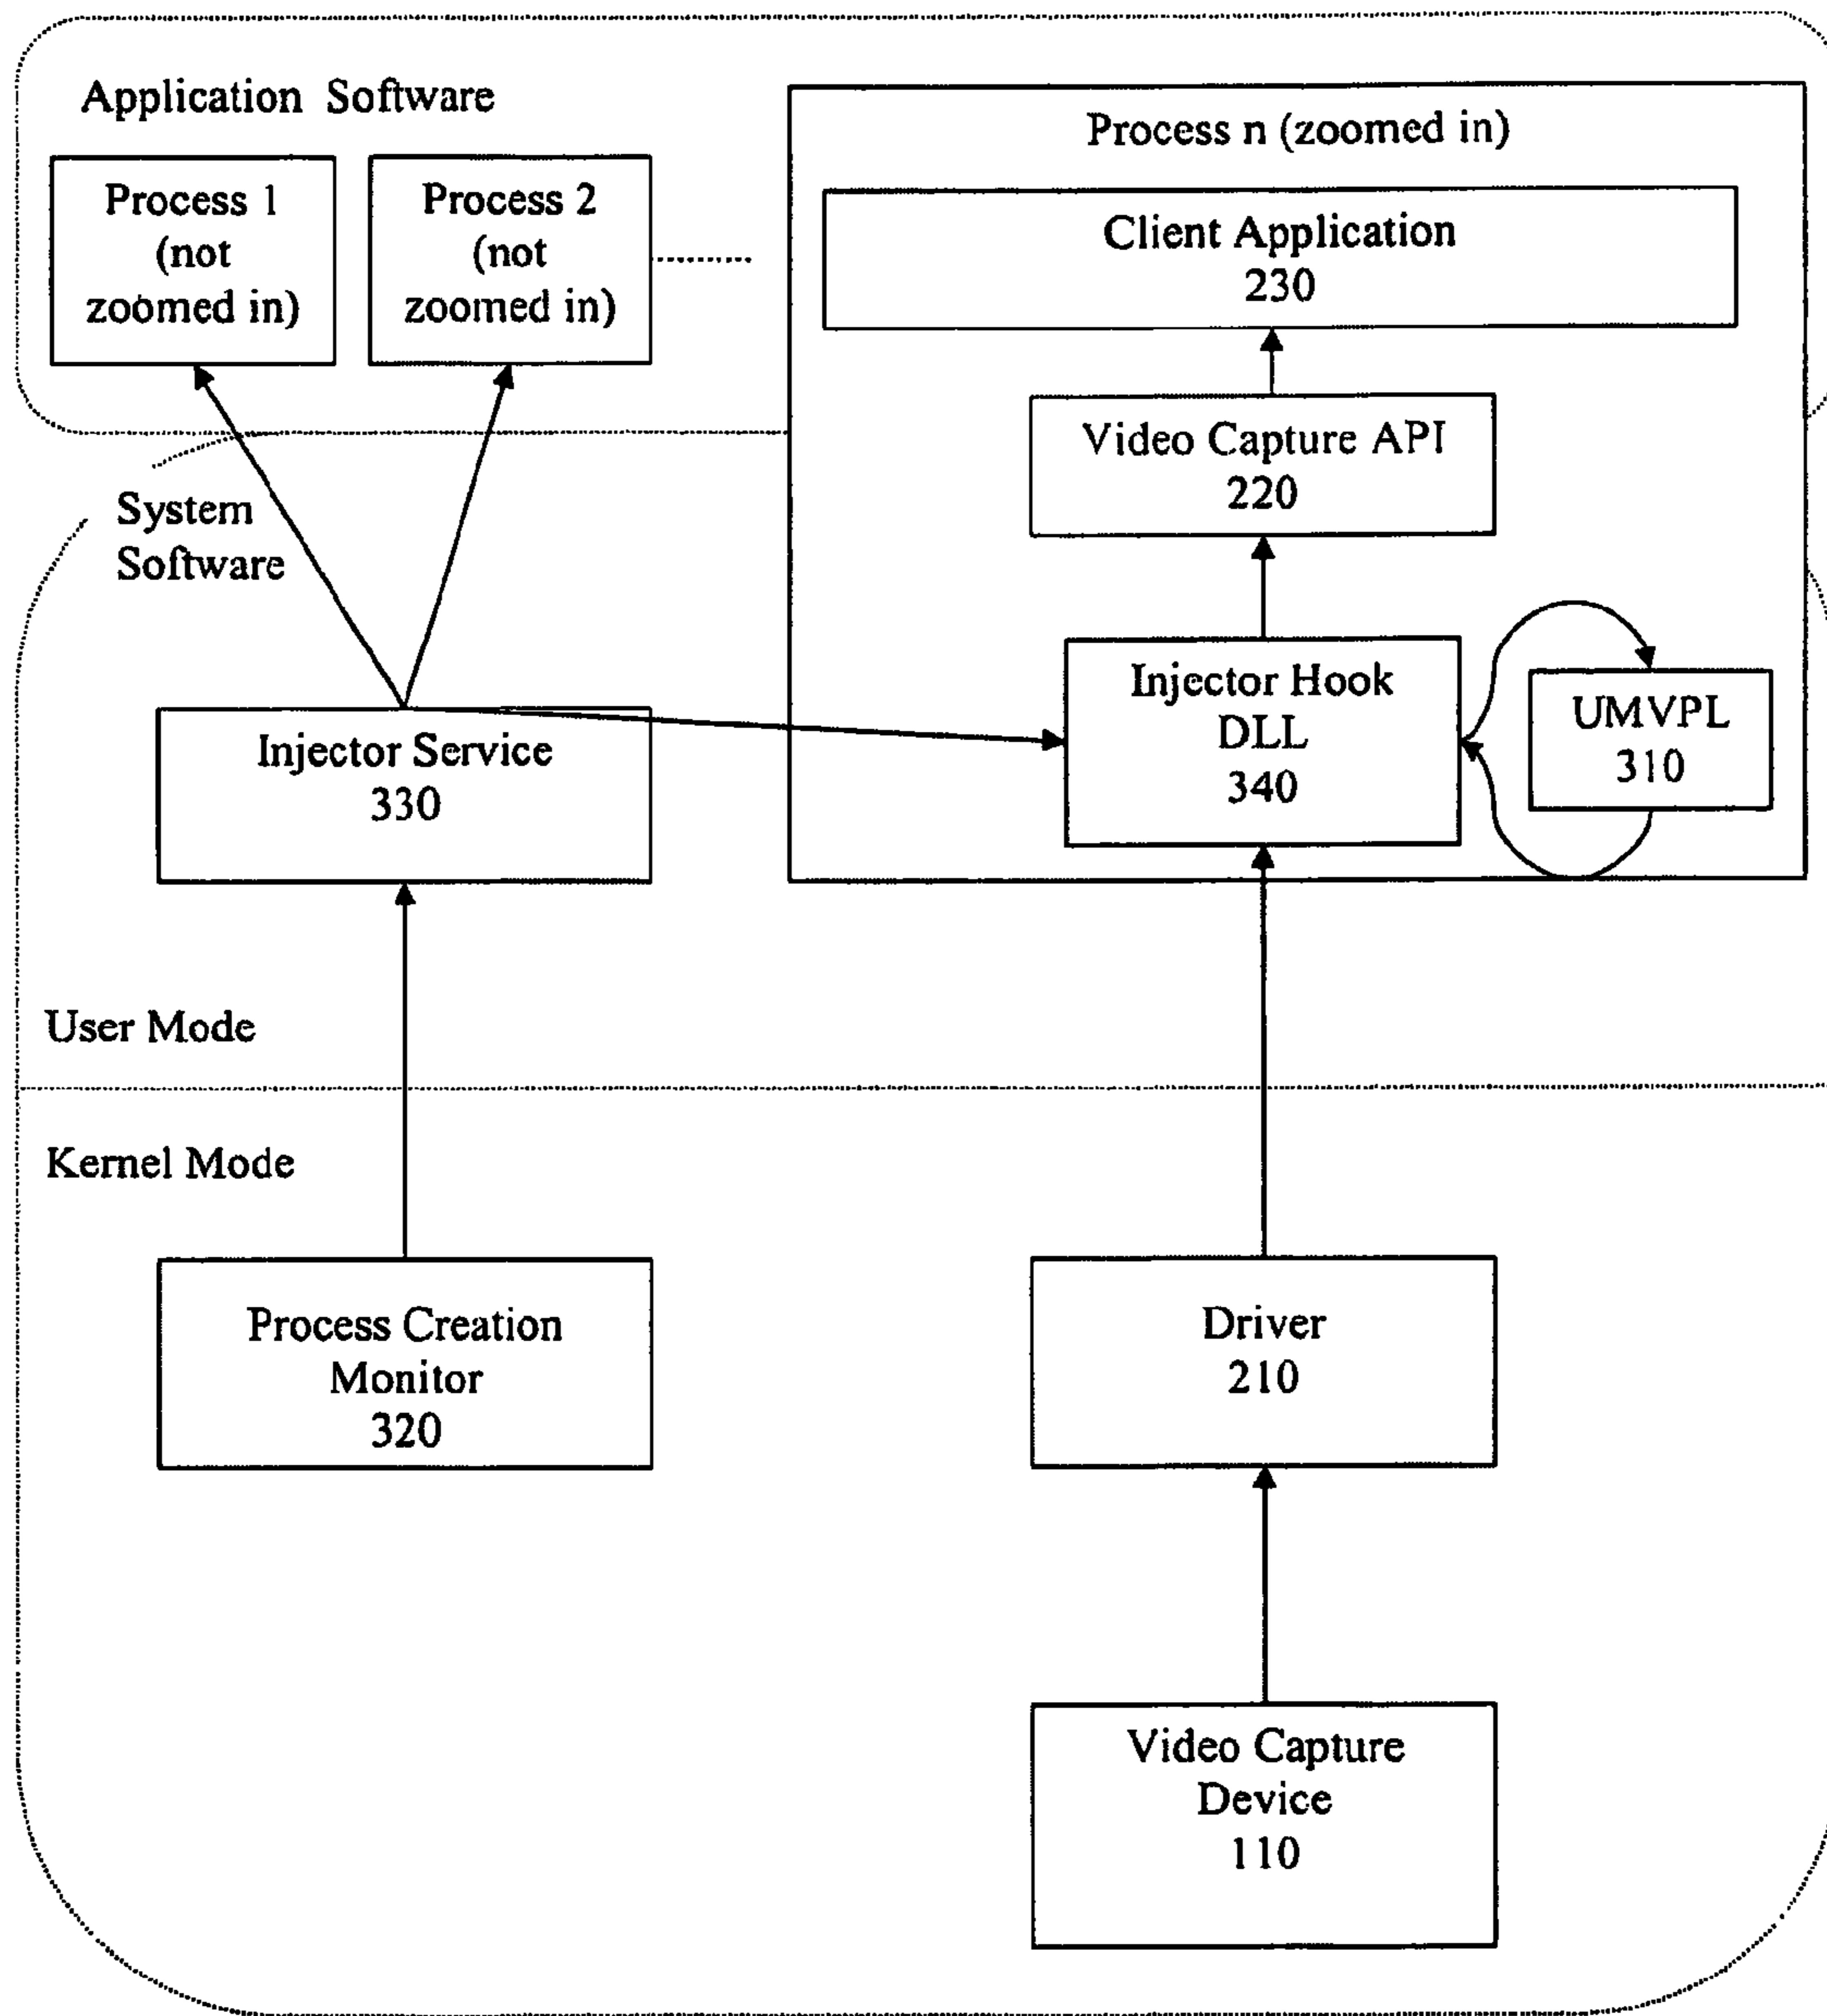 Application Software
Process 1
(not
zoomed in)
Process 2
(not
zoomed in)
Process n (zoomed in)
Client Application
230
Video Capture API
220
System
Software
Injector Hook
DLL
340
UMVPL
310
Injector Service
330
User Mode
Kernel Mode
Process Creation
Monitor
320
Driver
210
Video Capture
Device
110